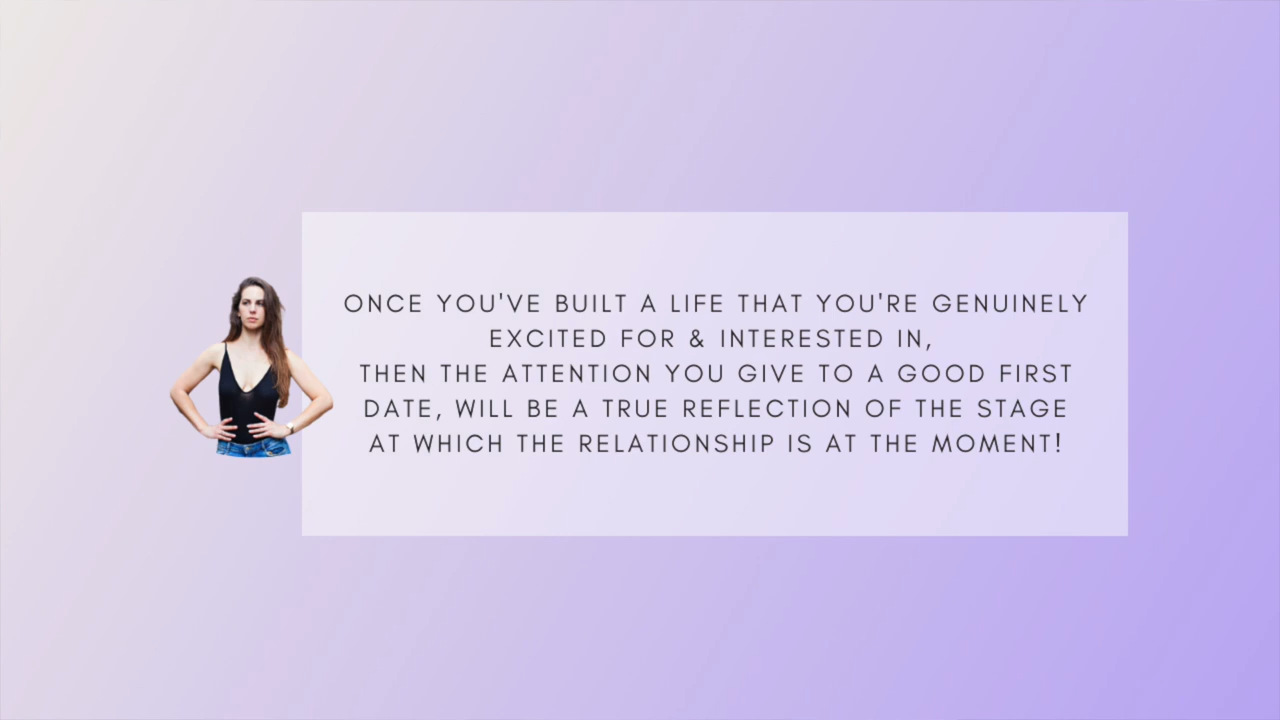 ONCE YOU'VE BUILT A LIFE THAT YOU'RE GENUINELY
EXCITED FOR & INTERESTED IN,
THEN THE ATTENTION YOU GIVE TO A GOOD FIRST
DATE, WILL BE A TRUE REFLECTION OF THE STAGE
AT WHICH THE RELATIONSHIP IS AT THE MOMENT!